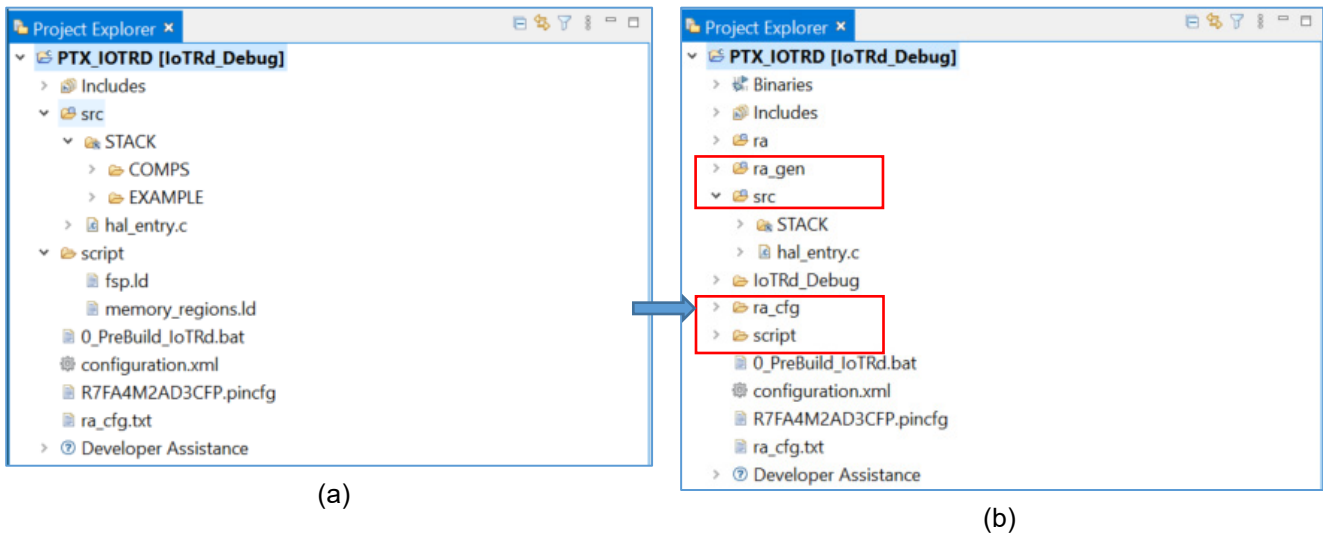 Project Explorer ×
PTX_IOTRD [IoTRd_Debug]
Includes
src
STACK
COMPS
EXAMPLE
hal_entry.c
script
fsp.ld
memory_regions.ld
0_PreBuild_IoTRd.bat
configuration.xml
R7FA4M2AD3CFP.pincfg
ra_cfg.txt
Developer Assistance
(a)
Project Explorer ×
PTX_IOTRD [IoTRd_Debug]
Binaries
Includes
ra
ra_gen
src
STACK
hal_entry.c
IoTRd_Debug
ra_cfg
script
0_PreBuild_IoTRd.bat
configuration.xml
R7FA4M2AD3CFP.pincfg
ra_cfg.txt
Developer Assistance
(b)